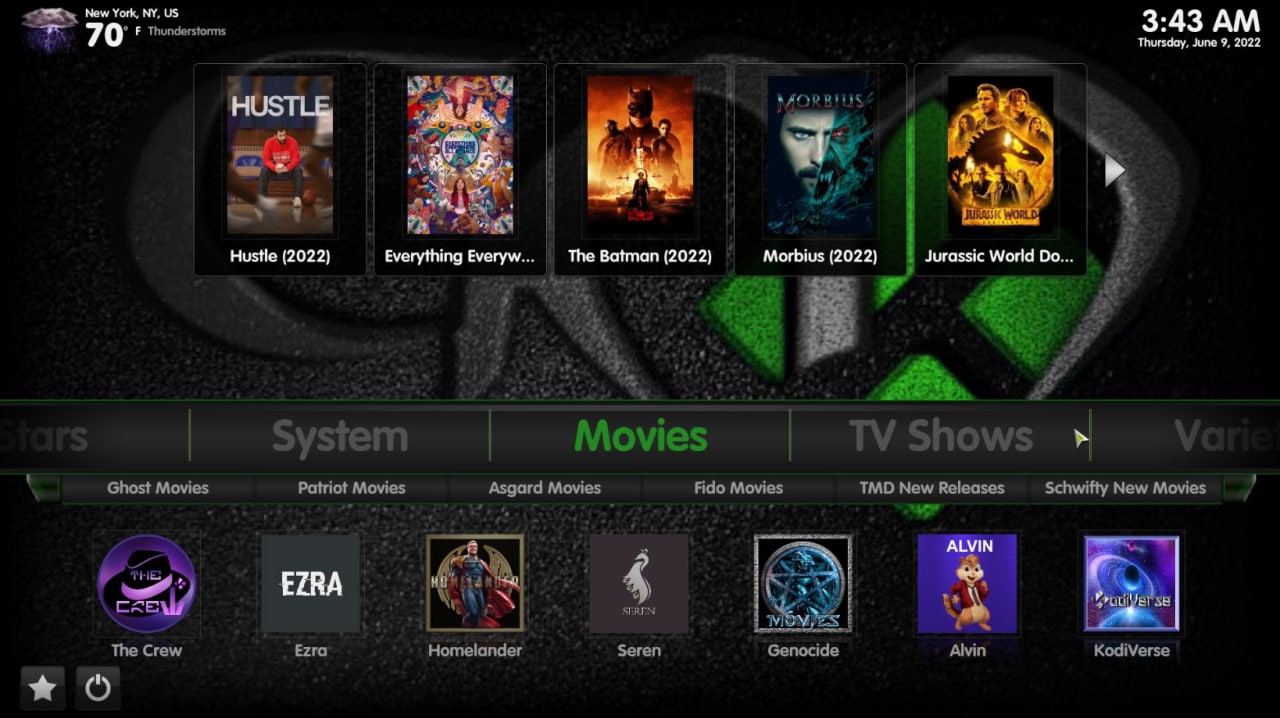 New York, NY, US
70° F Thunderstorms
3:43 AM
Thursday, June 9, 2022
HUSTLE
MORBIUS
JURASSIC WORLD
Hustle (2022)
Everything Everyw...
The Batman (2022)
Morbius (2022)
Jurassic World Do...
Stars
System
Movies
TV Shows
Varie
Ghost Movies
Patriot Movies
Asgard Movies
Fido Movies
TMD New Releases
Schwifty New Movies
THE CREW
EZRA
HOMELANDER
SEREN
MOVIES
ALVIN
KodiVerse
The Crew
Ezra
Homelander
Seren
Genocide
Alvin
KodiVerse